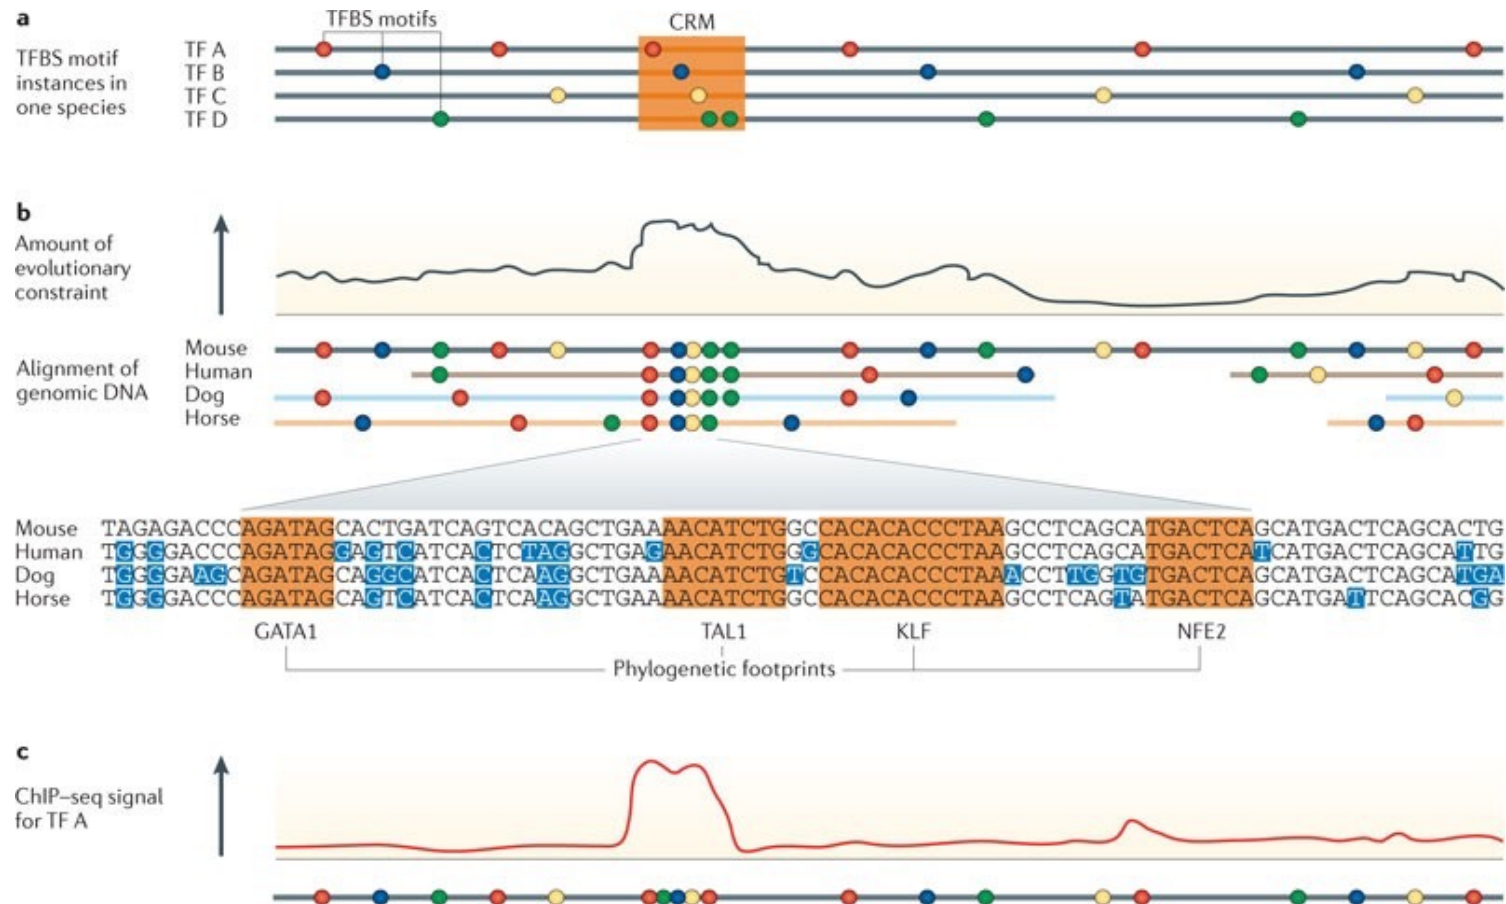 a
TFBS motifs
CRM
TFBS motif
instances in
one species
TF A
TF B
TF C
TF D
b
Amount of
evolutionary
constraint
Alignment of
genomic DNA
Mouse
Human
Dog
Horse
Mouse TAGAGACCCAGATAGCACTGATCAGTCACAGCTGAAAACATCTGGCCACACACCCTAAGCCTCAGCATGACTCAGCATGACTCAGCACTG
Human TGGGGACCCAGATAGGAGTCATCACTCTAGGCTGAGAACATCTGGGCACACACCCTAAGCCTCAGCATGACTCATCATGACTCAGCATTG
Dog TGGGGAAGCAGATAGCAGGCATCACTCAAGGCTGAAAACATCTGTCCACACACCCTAAACCTTGGTGTGACTCAGCATGACTCAGCATGA
Horse TGGGGACCCAGATAGCAGTCATCACTCAAGGCTGAAAACATCTGGCCACACACCCTAAGCCTCAGTATGACTCAGCATGATTCAGCACGG
GATA1 TAL1 KLF NFE2
Phylogenetic footprints
c
ChIP–seq signal
for TF A